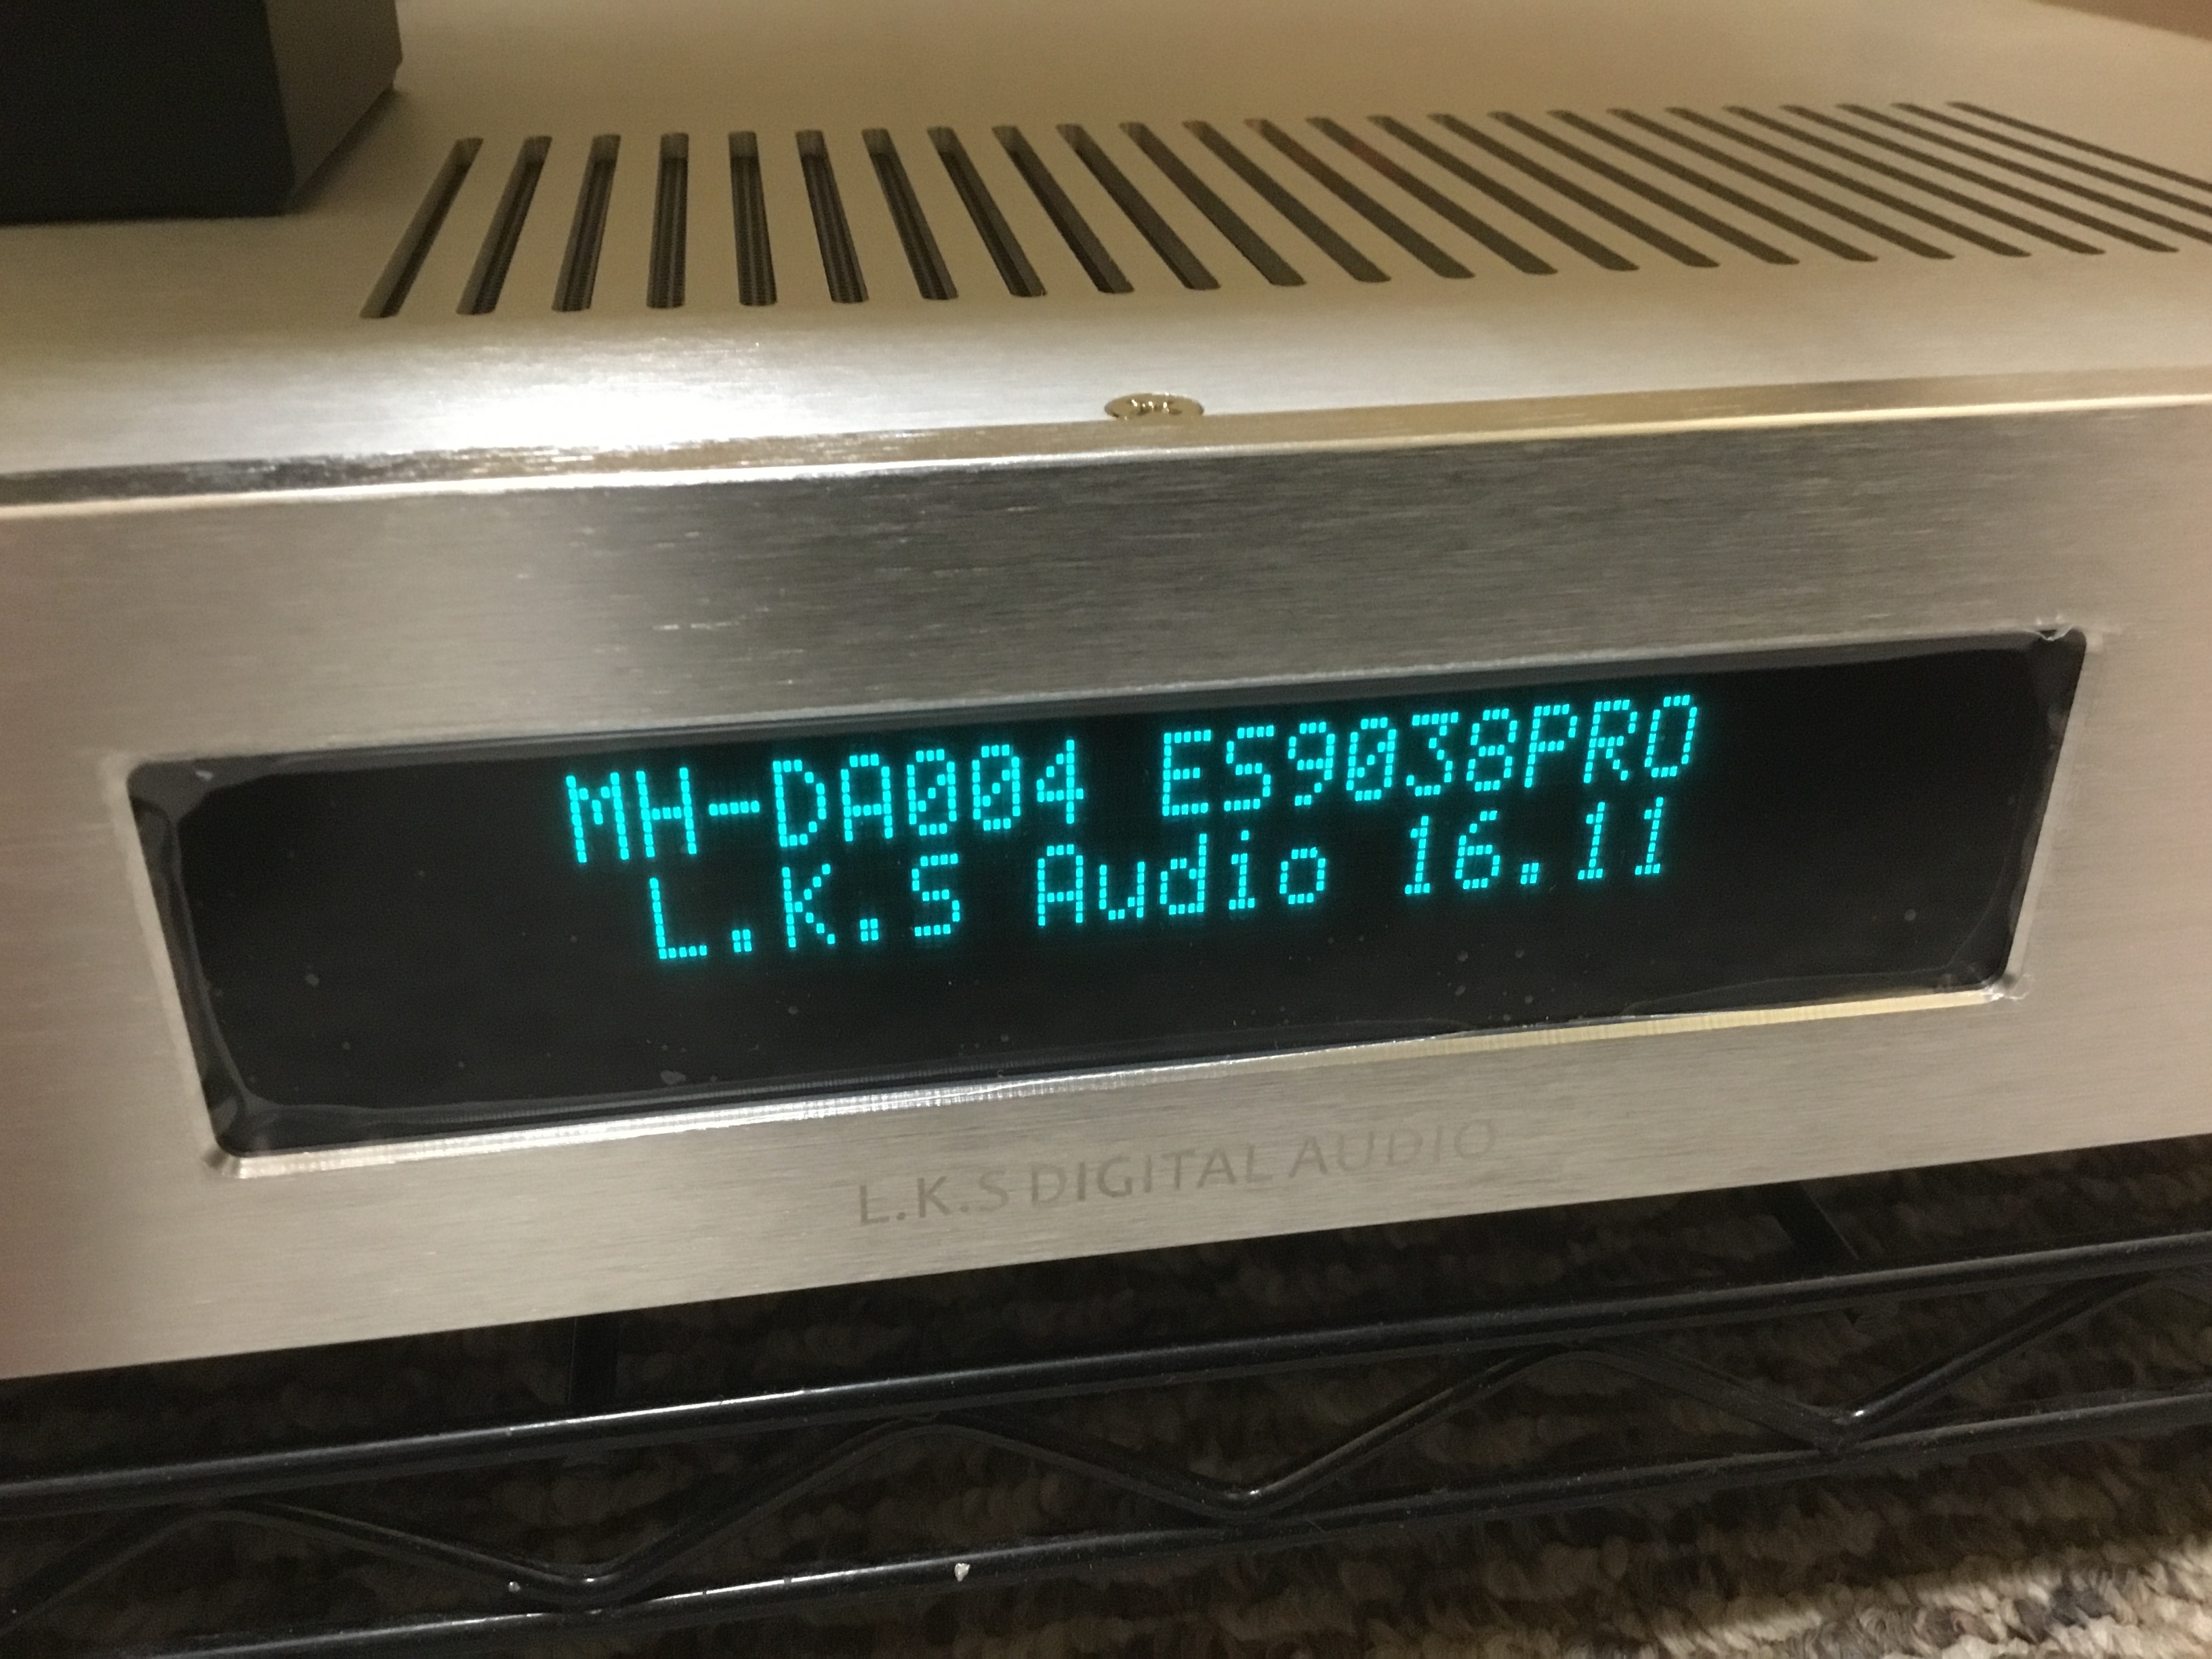 MH-DA004 ES9038PRO
L.K.S Audio 16.11
L.K.S DIGITAL AUDIO